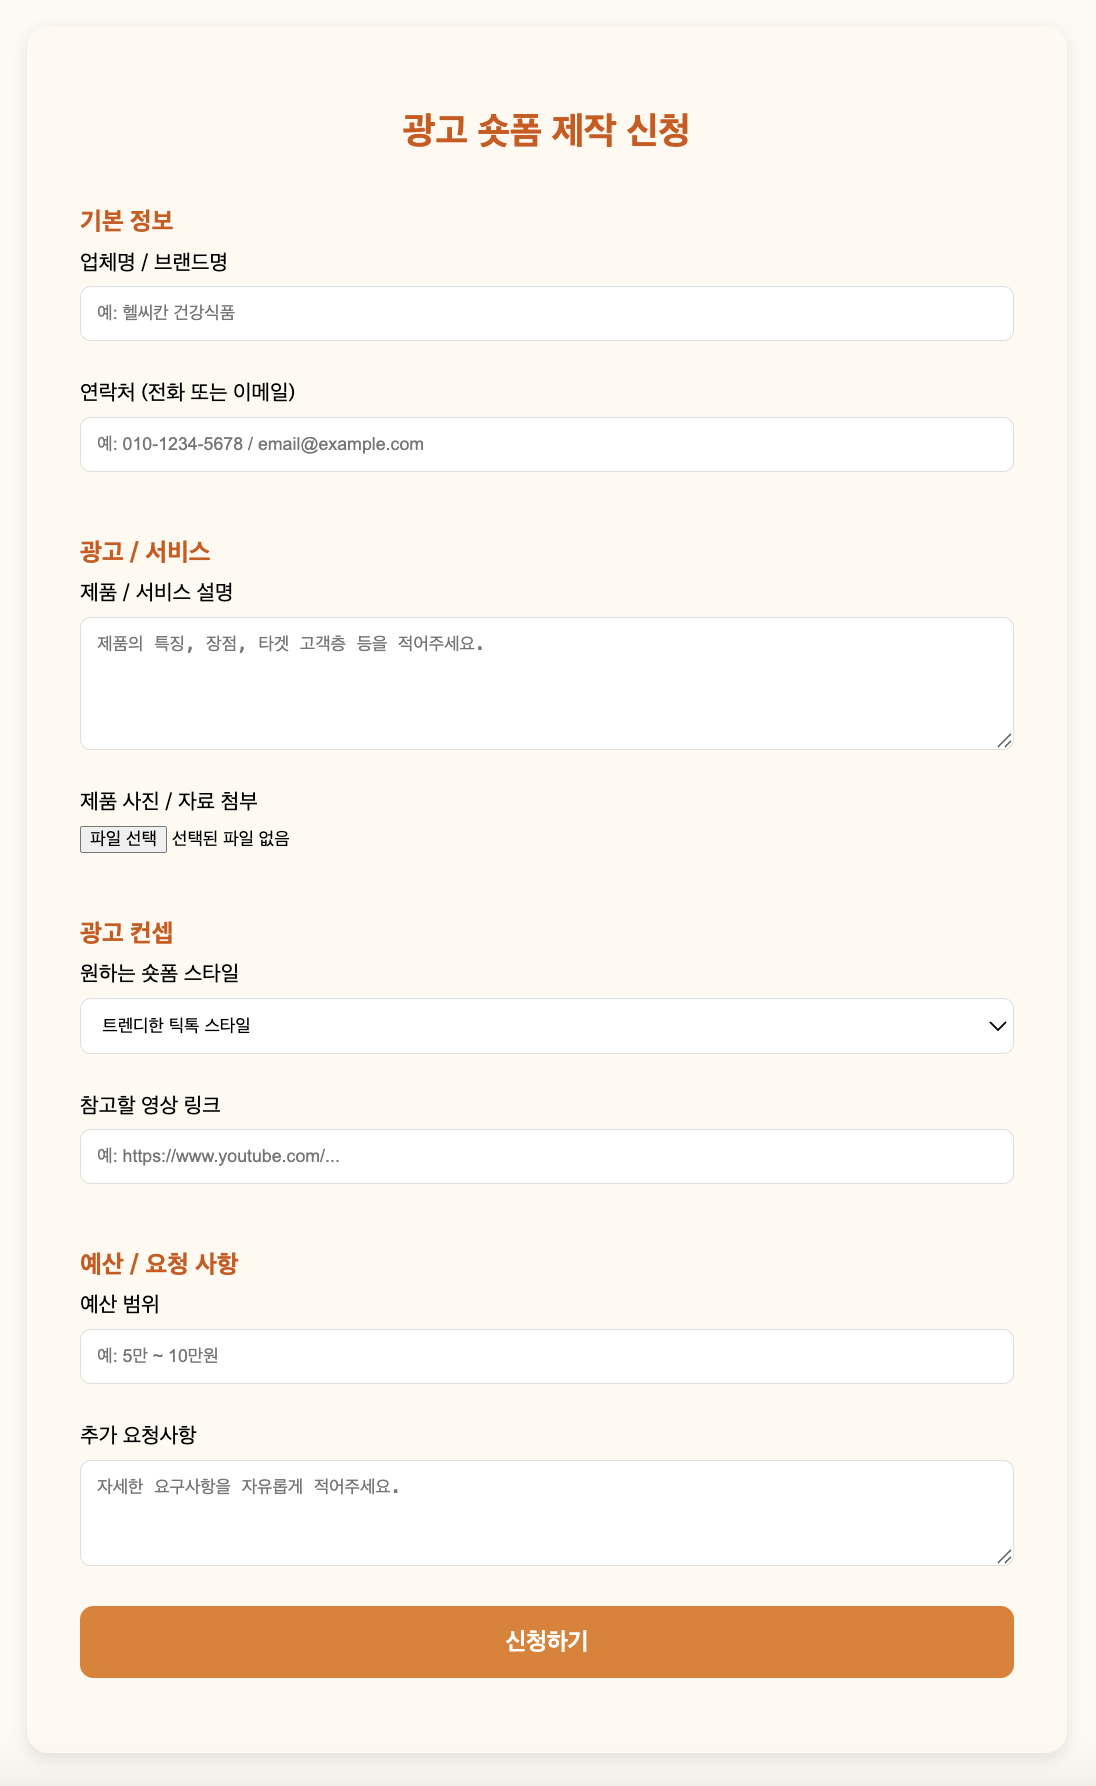 광고 숏폼 제작 신청
기본 정보
업체명 / 브랜드명
예: 헬씨칸 건강식품
연락처 (전화 또는 이메일)
예: 010-1234-5678 / email@example.com
광고 / 서비스
제품 / 서비스 설명
제품의 특징, 장점, 타겟 고객층 등을 적어주세요.
제품 사진 / 자료 첨부
파일 선택 선택된 파일 없음
광고 컨셉
원하는 숏폼 스타일
트렌디한 틱톡 스타일
참고할 영상 링크
예: https://www.youtube.com/...
예산 / 요청 사항
예산 범위
예: 5만 ~ 10만원
추가 요청사항
자세한 요구사항을 자유롭게 적어주세요.
신청하기